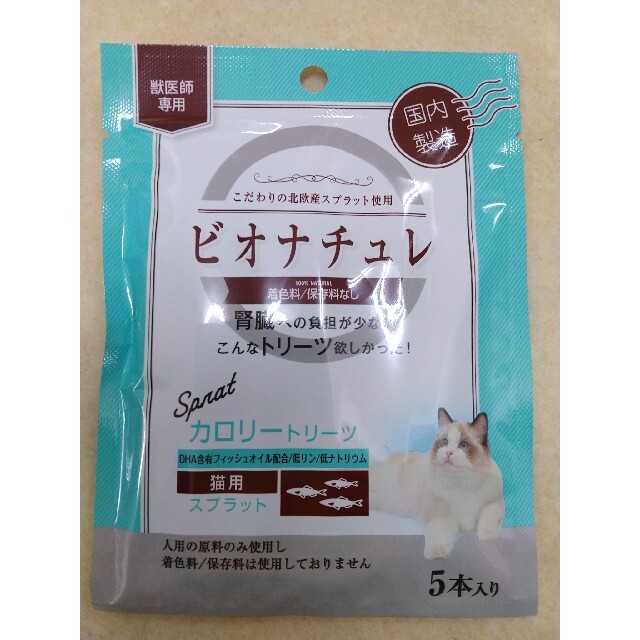 獣医師
専用
国内
製造
こだわりの北欧産スプラット使用
ビオナチュレ
100% NATURAL
着色料/保存料なし
腎臓への負担が少ない
こんなトリーツ欲しかった!
Sprat
カロリートリーツ
DHA含有フィッシュオイル配合/低リン/低ナトリウム
猫用
スプラット
人用の原料のみ使用し
着色料/保存料は使用しておりません
5本入り